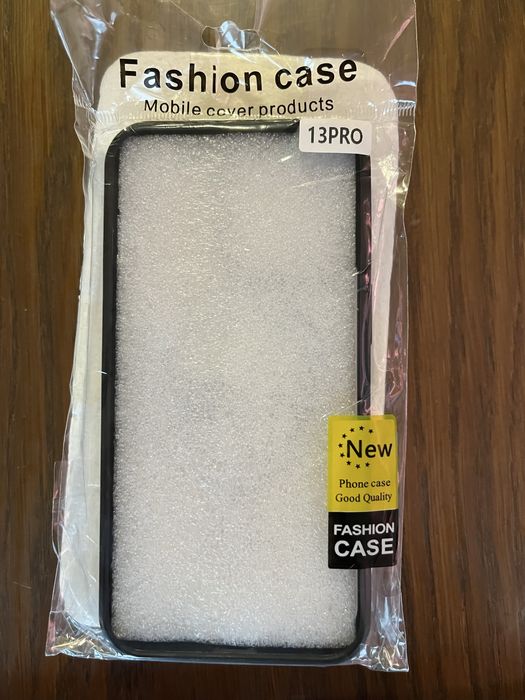 Fashion case
Mobile cover products
13PRO
New
Phone case
Good Quality
FASHION
CASE